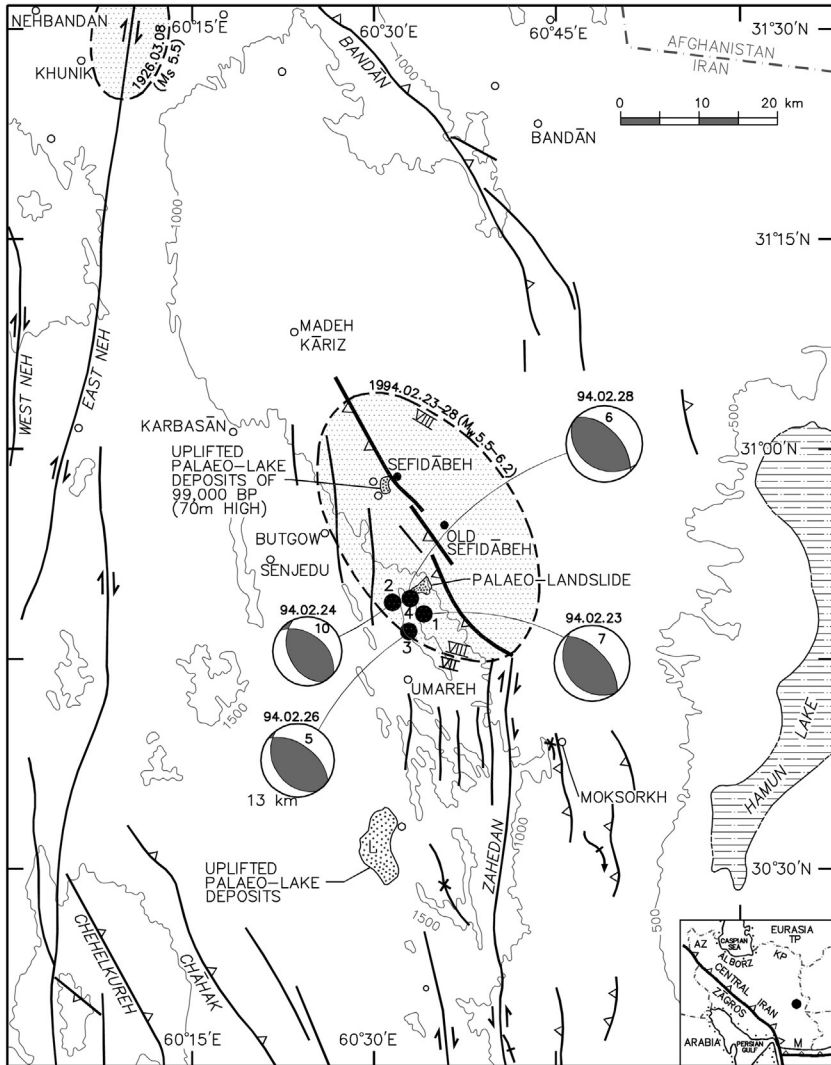 60°15′E
60°30′E
60°45′E
31°30′
NEHBANDAN
KHUNIK
1926.03.08
(Ms 5.5)
BANDĀN
1000
AFGHANISTAN
IRAN
0 10 20 km
BANDĀN
1000
31°15′N
MADEH
KĀRIZ
WEST NEH
EAST NEH
1994.02.23-28 (Mw 5.5-6.2)
VIII
94.02.28
6
500
KARBASĀN
UPLIFTED
PALAEO-LAKE
DEPOSITS OF
99,000 BP
(70m HIGH)
SEFIDĀBEH
31°00′N
BUTGOW
SENJEDU
OLD
SEFIDĀBEH
PALAEO-LANDSLIDE
2
4
1
3
94.02.24
10
94.02.23
7
VIII
VII
UMAREH
1500
94.02.26
5
13 km
HAMUN LAKE
MOKSORKH
ZAHEDAN
1000
L
UPLIFTED
PALAEO-LAKE
DEPOSITS
30°30′
1500
500
CHEHELKUREH
CHAHAK
60°15′E
60°30′E
EURASIA
TP
CASPIAN
SEA
AZ
ALBORZ
KP
CENTRAL IRAN
ZAGROS
ARABIA
PERSIAN
GULF
M